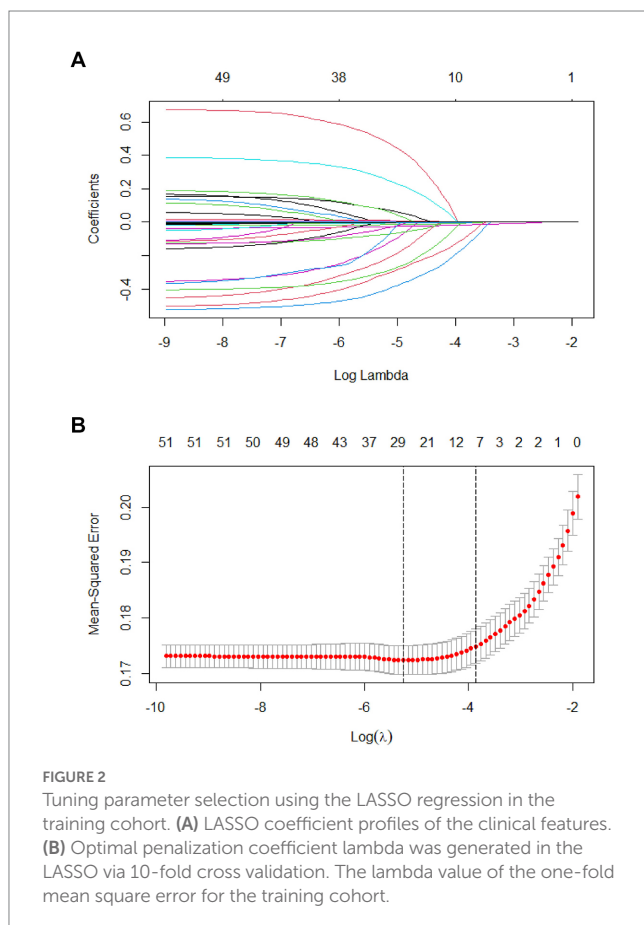 A
49 38 10 1
0.6
0.4
0.2
0.0
-0.4
Coefficients
-9 -8 -7 -6 -5 -4 -3 -2
Log Lambda
B
51 51 51 50 49 48 43 37 29 21 12 7 3 2 2 1 0
0.20
0.19
0.18
0.17
Mean-Squared Error
-10 -8 -6 -4 -2
Log(λ)
FIGURE 2
Tuning parameter selection using the LASSO regression in the
training cohort. (A) LASSO coefficient profiles of the clinical features.
(B) Optimal penalization coefficient lambda was generated in the
LASSO via 10-fold cross validation. The lambda value of the one-fold
mean square error for the training cohort.